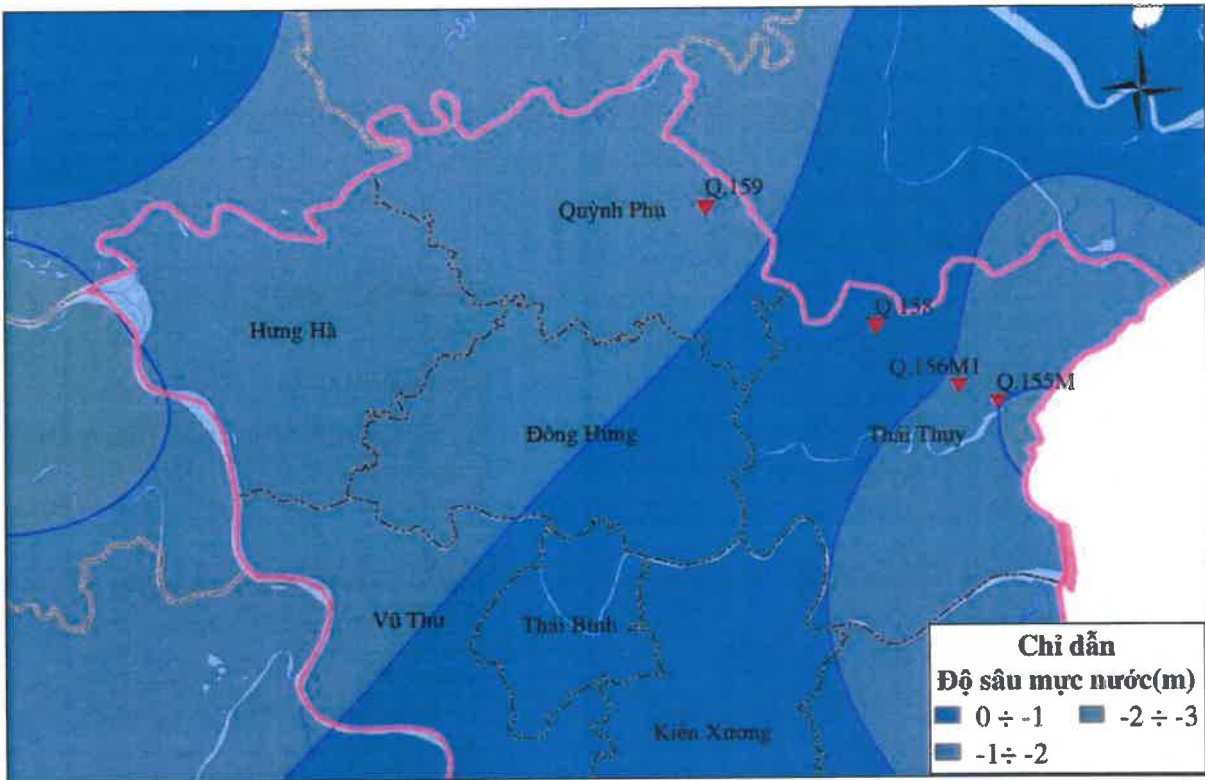 Q.159
Quỳnh Phụ
Q.158
Hưng Hà
Q.156M1
Q.155M
Đông Hưng
Thái Thụy
Vũ Thư
Thái Bình
Kiến Xương
Chỉ dẫn
Độ sâu mực nước(m)
0 ÷ -1
-2 ÷ -3
-1÷ -2